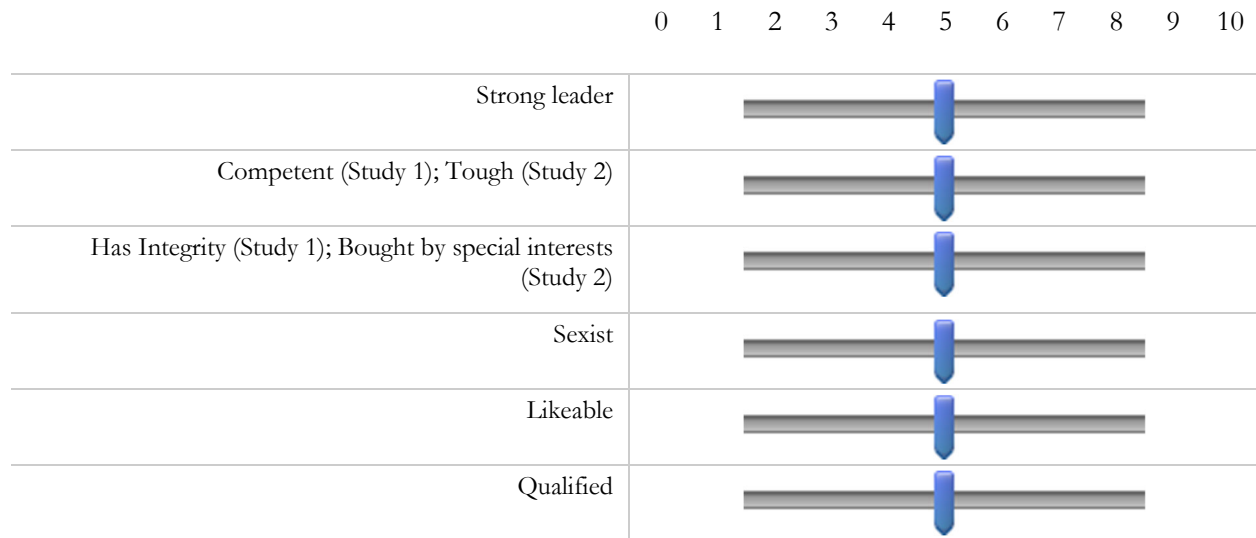 0 1 2 3 4 5 6 7 8 9 10
Strong leader
Competent (Study 1); Tough (Study 2)
Has Integrity (Study 1); Bought by special interests
(Study 2)
Sexist
Likeable
Qualified